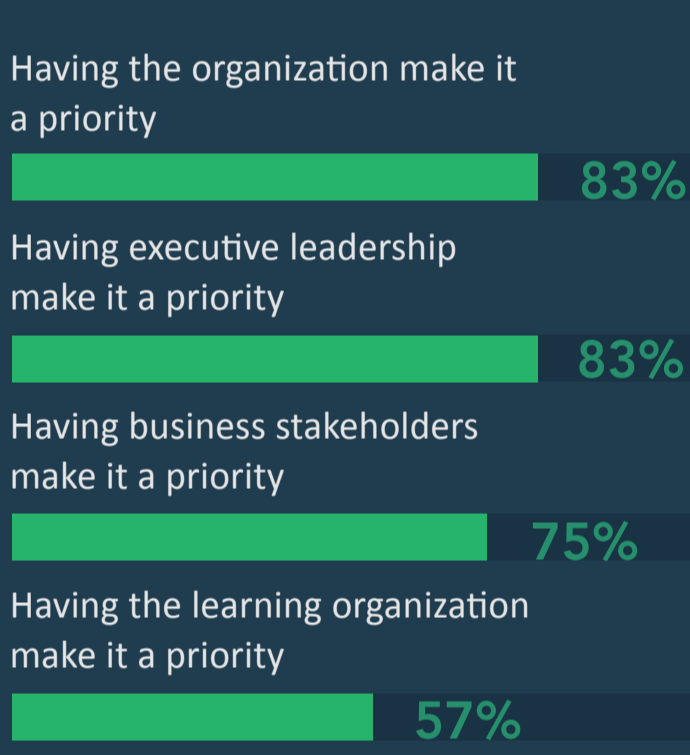 Having the organization make it
a priority
83%
Having executive leadership
make it a priority
83%
Having business stakeholders
make it a priority
75%
Having the learning organization
make it a priority
57%